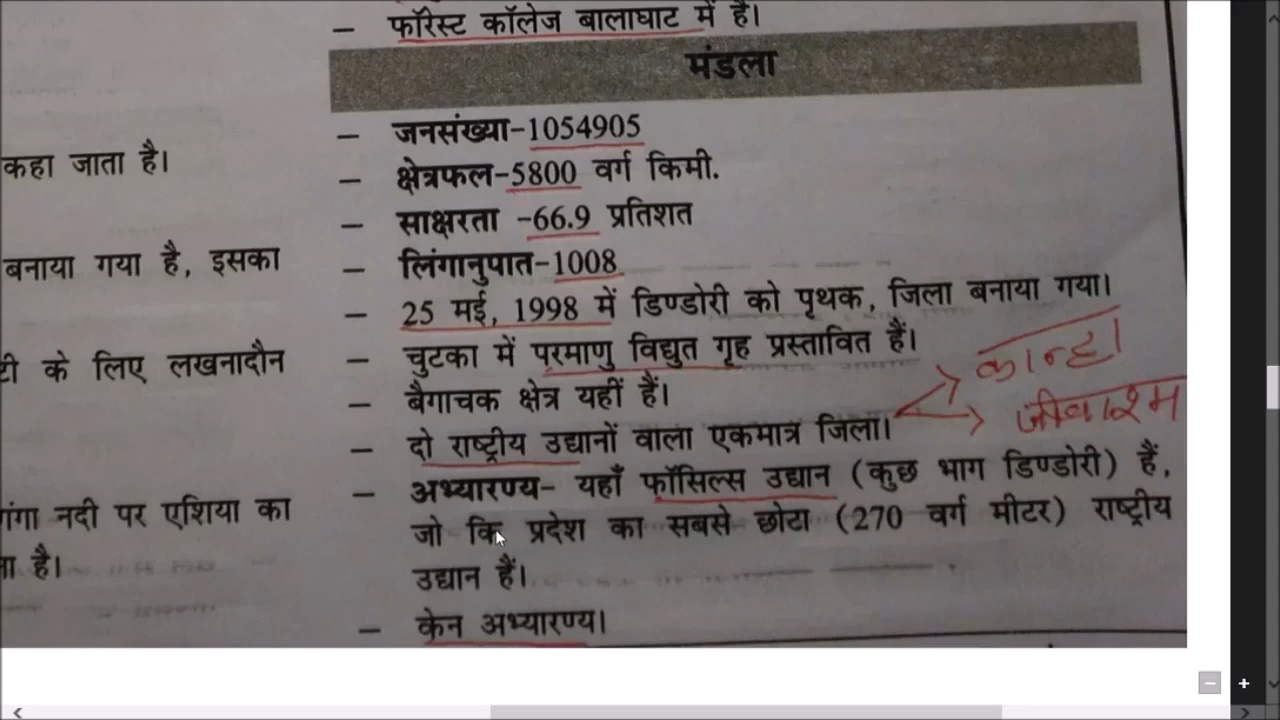 – फॉरेस्ट कॉलेज बालाघाट में है।
मंडला
– जनसंख्या-1054905
कहा जाता है।
– क्षेत्रफल-5800 वर्ग किमी.
– साक्षरता -66.9 प्रतिशत
बनाया गया है, इसका
– लिंगानुपात-1008
– 25 मई, 1998 में डिण्डोरी को पृथक, जिला बनाया गया।
टी के लिए लखनादौन
– चुटका में परमाणु विद्युत गृह प्रस्तावित हैं।
कान्हा
– बैगाचक क्षेत्र यहीं हैं।
जीवाश्म
– दो राष्ट्रीय उद्यानों वाला एकमात्र जिला।
– अभ्यारण्य- यहाँ फॉसिल्स उद्यान (कुछ भाग डिण्डोरी) हैं,
गंगा नदी पर एशिया का
जो कि प्रदेश का सबसे छोटा (270 वर्ग मीटर) राष्ट्रीय
ता है।
उद्यान हैं।
– केन अभ्यारण्य।